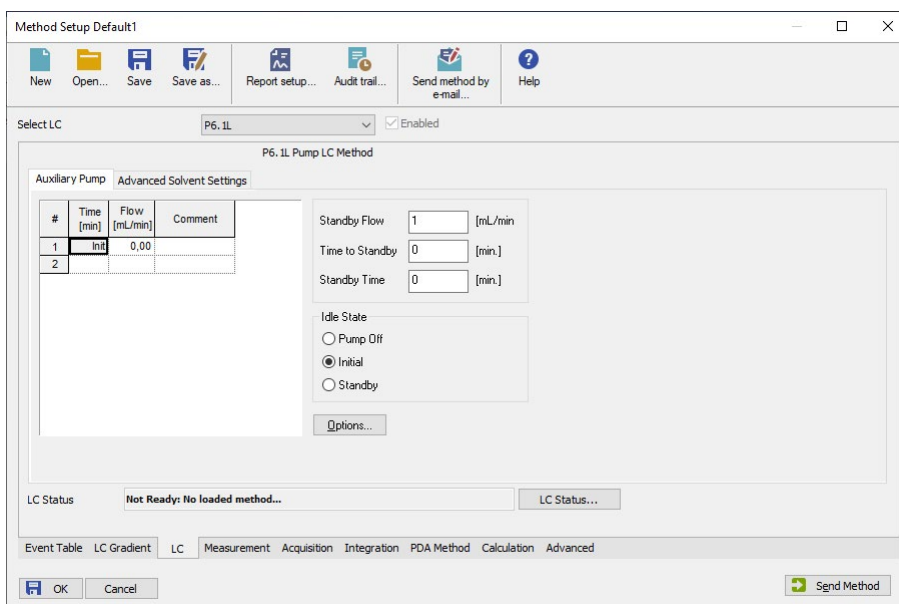 Method Setup Default1
New Open... Save Save as... Report setup... Audit trail... Send method by e-mail... Help
Select LC P6.1L Enabled
P6.1L Pump LC Method
Auxiliary Pump Advanced Solvent Settings
# Time [min] Flow [mL/min] Comment
1 Init 0,00
2
Standby Flow 1 [mL/min
Time to Standby 0 [min.]
Standby Time 0 [min.]
Idle State
Pump Off
Initial
Standby
Options...
LC Status Not Ready: No loaded method... LC Status...
Event Table LC Gradient LC Measurement Acquisition Integration PDA Method Calculation Advanced
OK Cancel Send Method